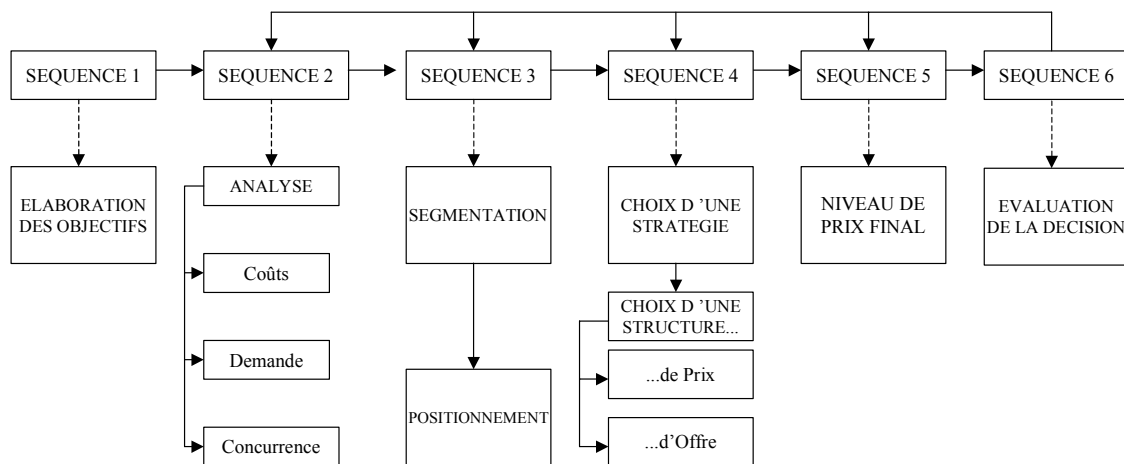 SEQUENCE 1
SEQUENCE 2
SEQUENCE 3
SEQUENCE 4
SEQUENCE 5
SEQUENCE 6
ELABORATION
DES OBJECTIFS
ANALYSE
Coûts
Demande
Concurrence
SEGMENTATION
POSITIONNEMENT
CHOIX D ’UNE
STRATEGIE
CHOIX D ’UNE
STRUCTURE...
...de Prix
...d’Offre
NIVEAU DE
PRIX FINAL
EVALUATION
DE LA DECISION